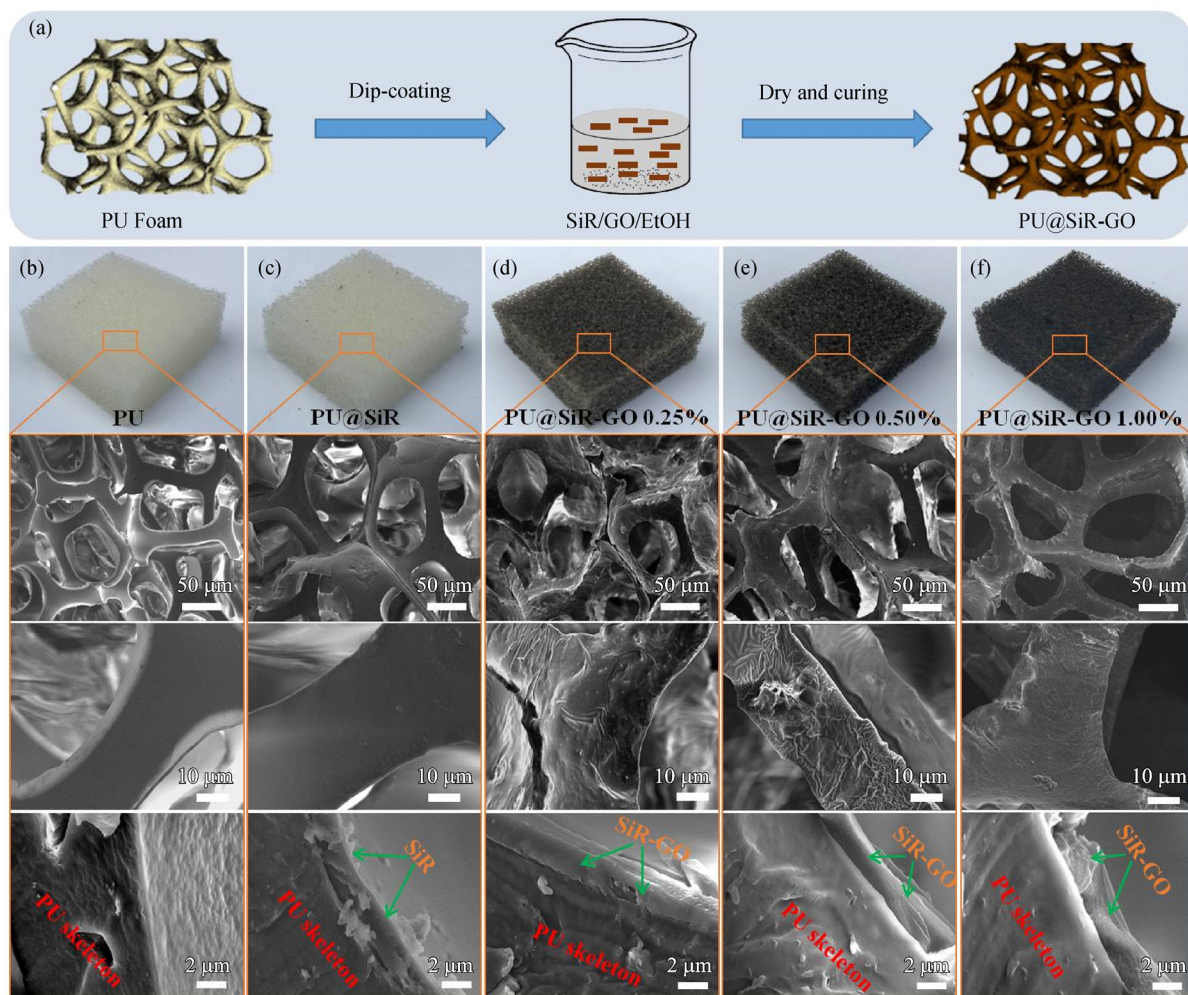 (a)
Dip-coating
Dry and curing
PU Foam
SiR/GO/EtOH
PU@SiR-GO
(b)
(c)
(d)
(e)
(f)
PU
PU@SiR
PU@SiR-GO 0.25%
PU@SiR-GO 0.50%
PU@SiR-GO 1.00%
50 μm
50 μm
50 μm
50 μm
50 μm
10 μm
10 μm
10 μm
10 μm
10 μm
PU skeleton
2 μm
SiR
PU skeleton
2 μm
SiR-GO
PU skeleton
2 μm
SiR-GO
PU skeleton
2 μm
SiR-GO
PU skeleton
2 μm